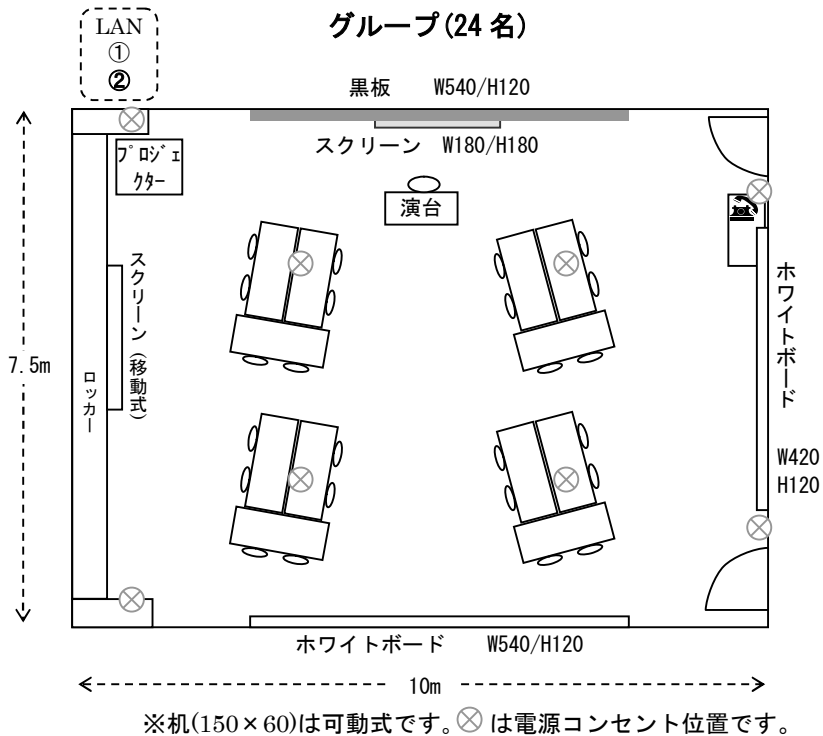 LAN
①
②
グループ(24 名)
黒板 W540/H120
スクリーン W180/H180
プロジェ
クター
演台
スクリーン (移動式)
ロッカー
7.5m
ホワイトボード
W420
H120
ホワイトボード W540/H120
10m
※机(150×60)は可動式です。⊗ は電源コンセント位置です。